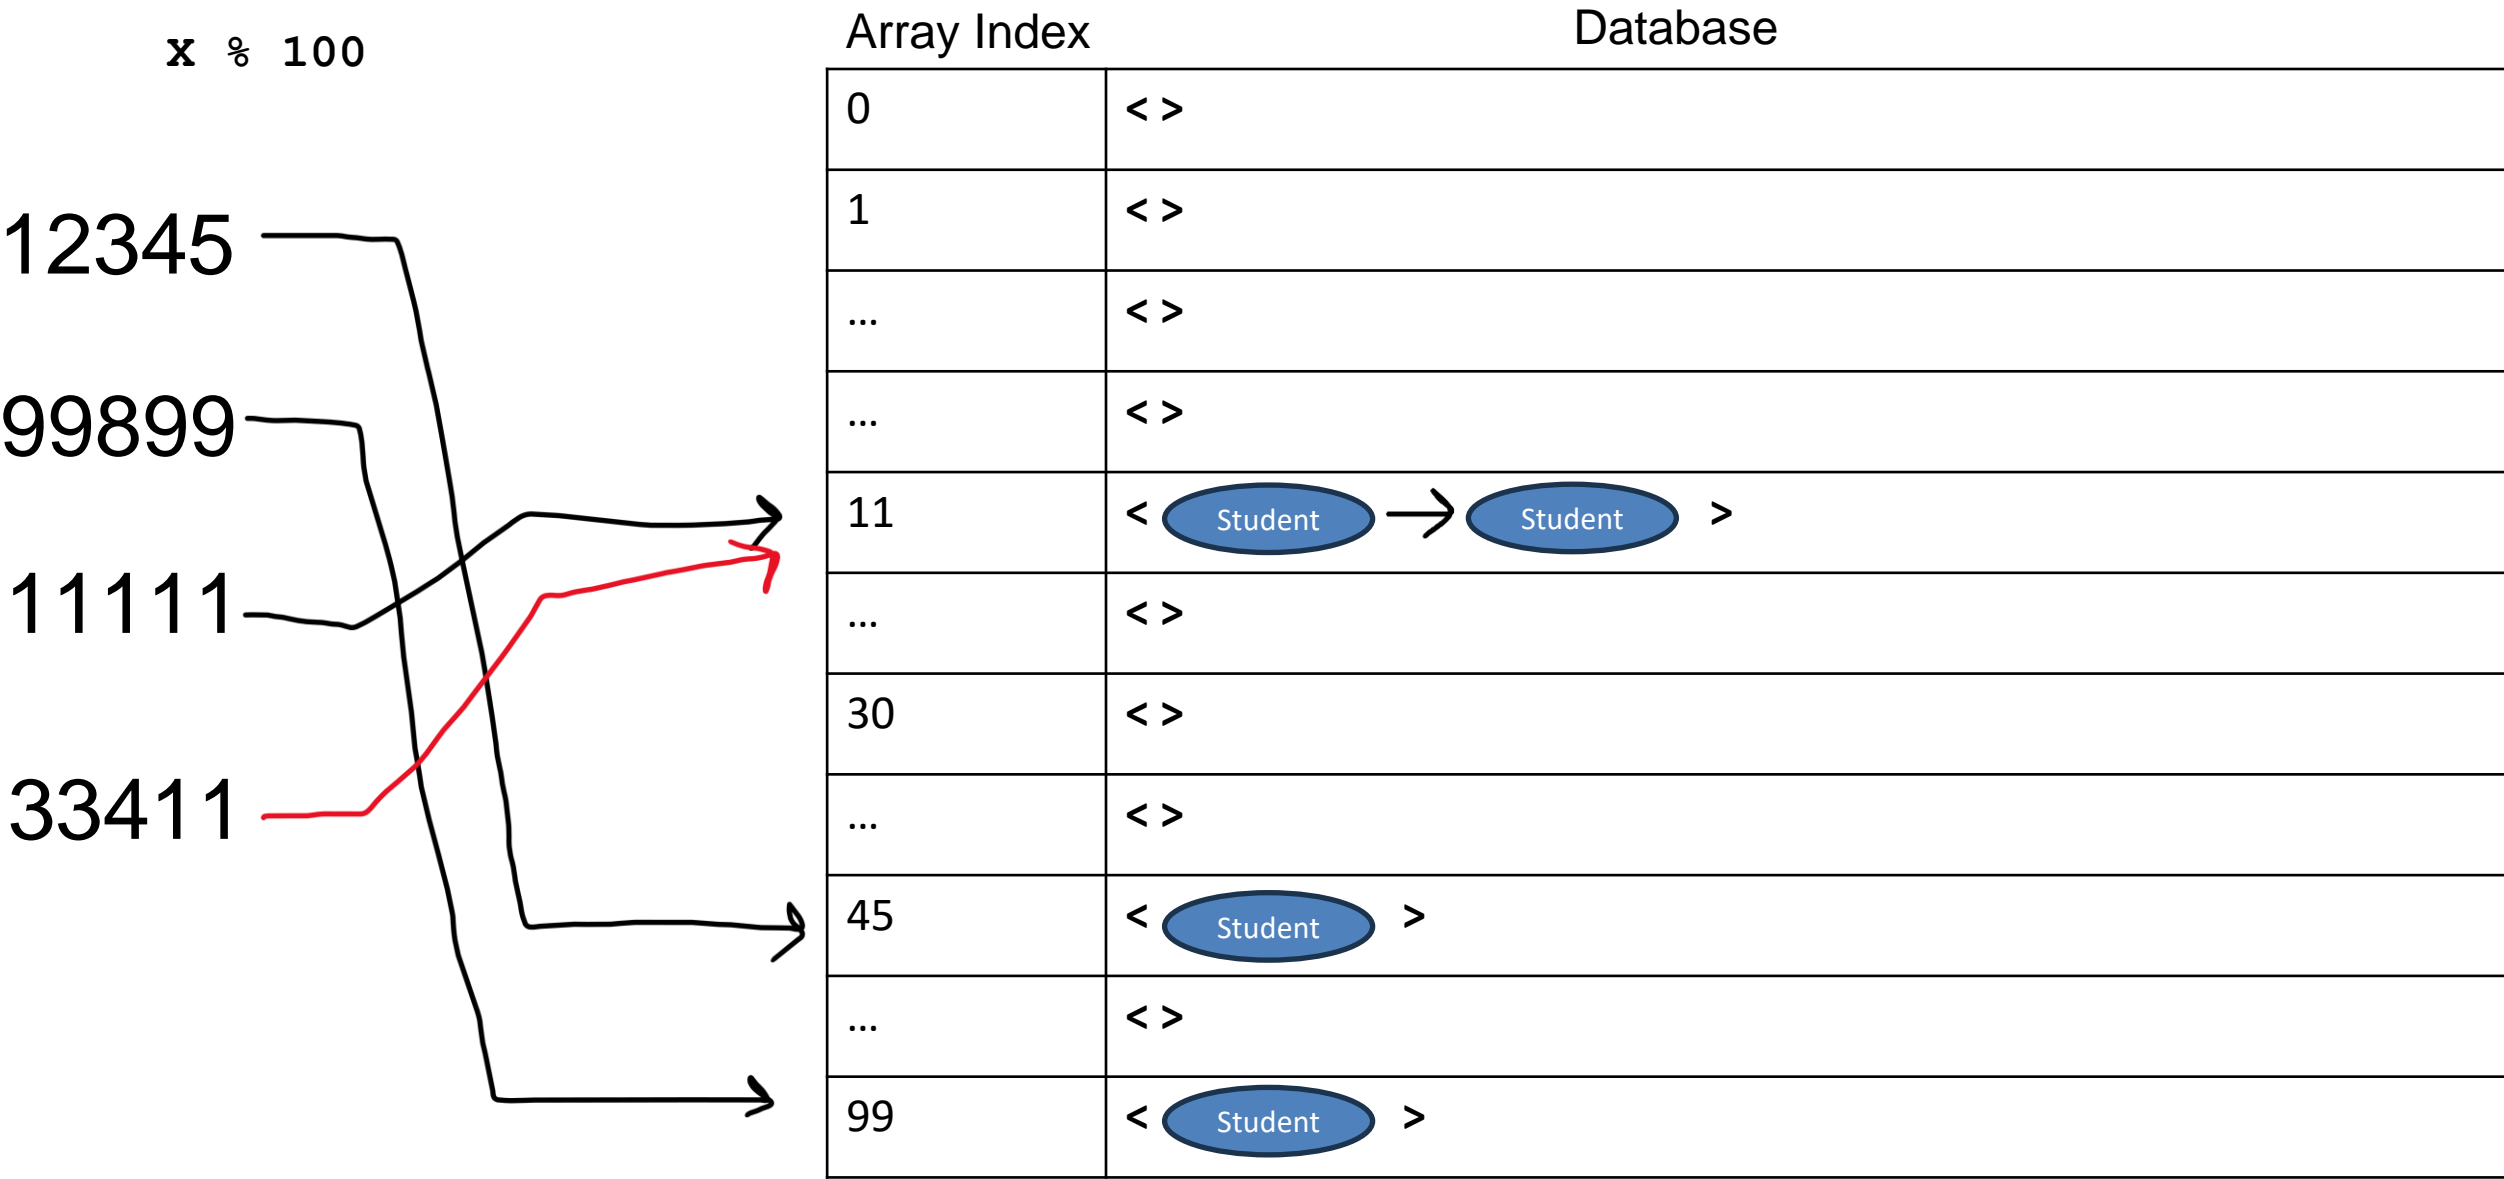 x % 100
Array Index Database
0 < >
12345
1 < >
... < >
99899
... < >
11 < Student Student >
11111
... < >
30 < >
33411
... < >
45 < Student >
... < >
99 < Student >